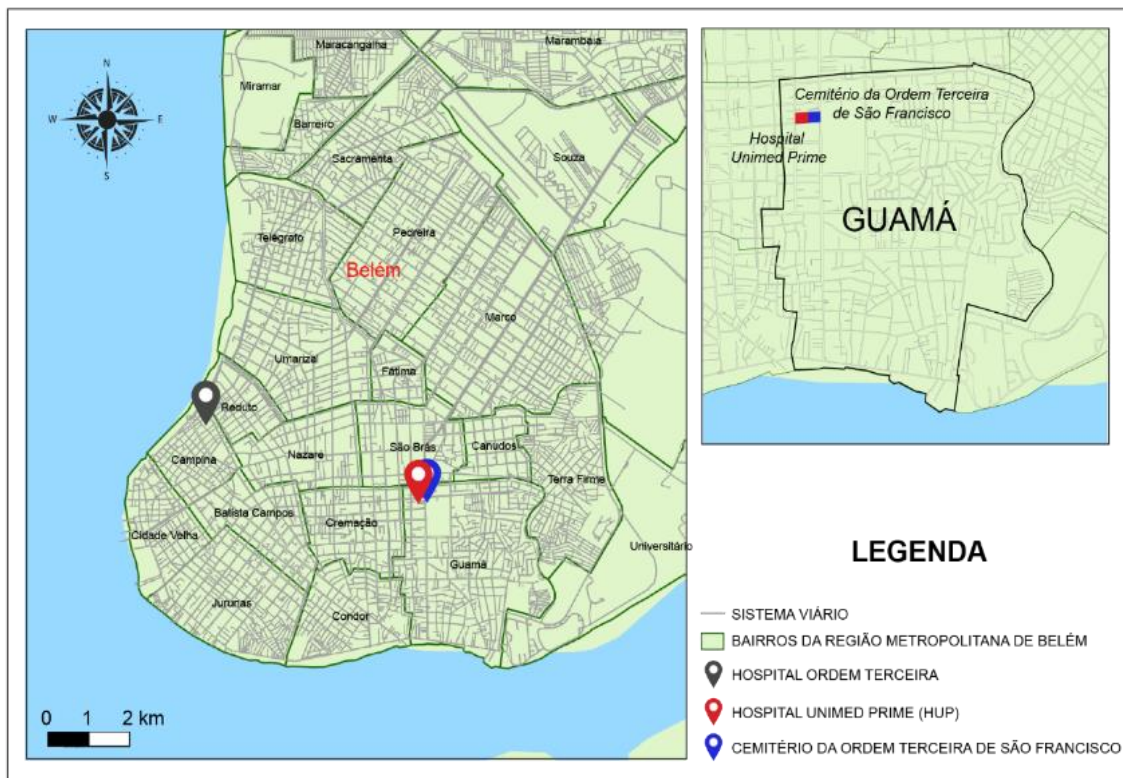 Maracangalha
Marambaia
Miramar
Barreiro
Sacramenta
Souza
Telégrafo
Pedreira
Belém
Marco
Umarizal
Fátima
Reduto
São Brás
Canudos
Campina
Nazaré
Terra Firme
Batista Campos
Cremação
Cidade Velha
Universitário
Guamá
Jurunas
Condor
N
W
E
S
0 1 2 km
Cemitério da Ordem Terceira
de São Francisco
Hospital
Unimed Prime
GUAMÁ
LEGENDA
SISTEMA VIÁRIO
BAIRROS DA REGIÃO METROPOLITANA DE BELÉM
HOSPITAL ORDEM TERCEIRA
HOSPITAL UNIMED PRIME (HUP)
CEMITÉRIO DA ORDEM TERCEIRA DE SÃO FRANCISCO